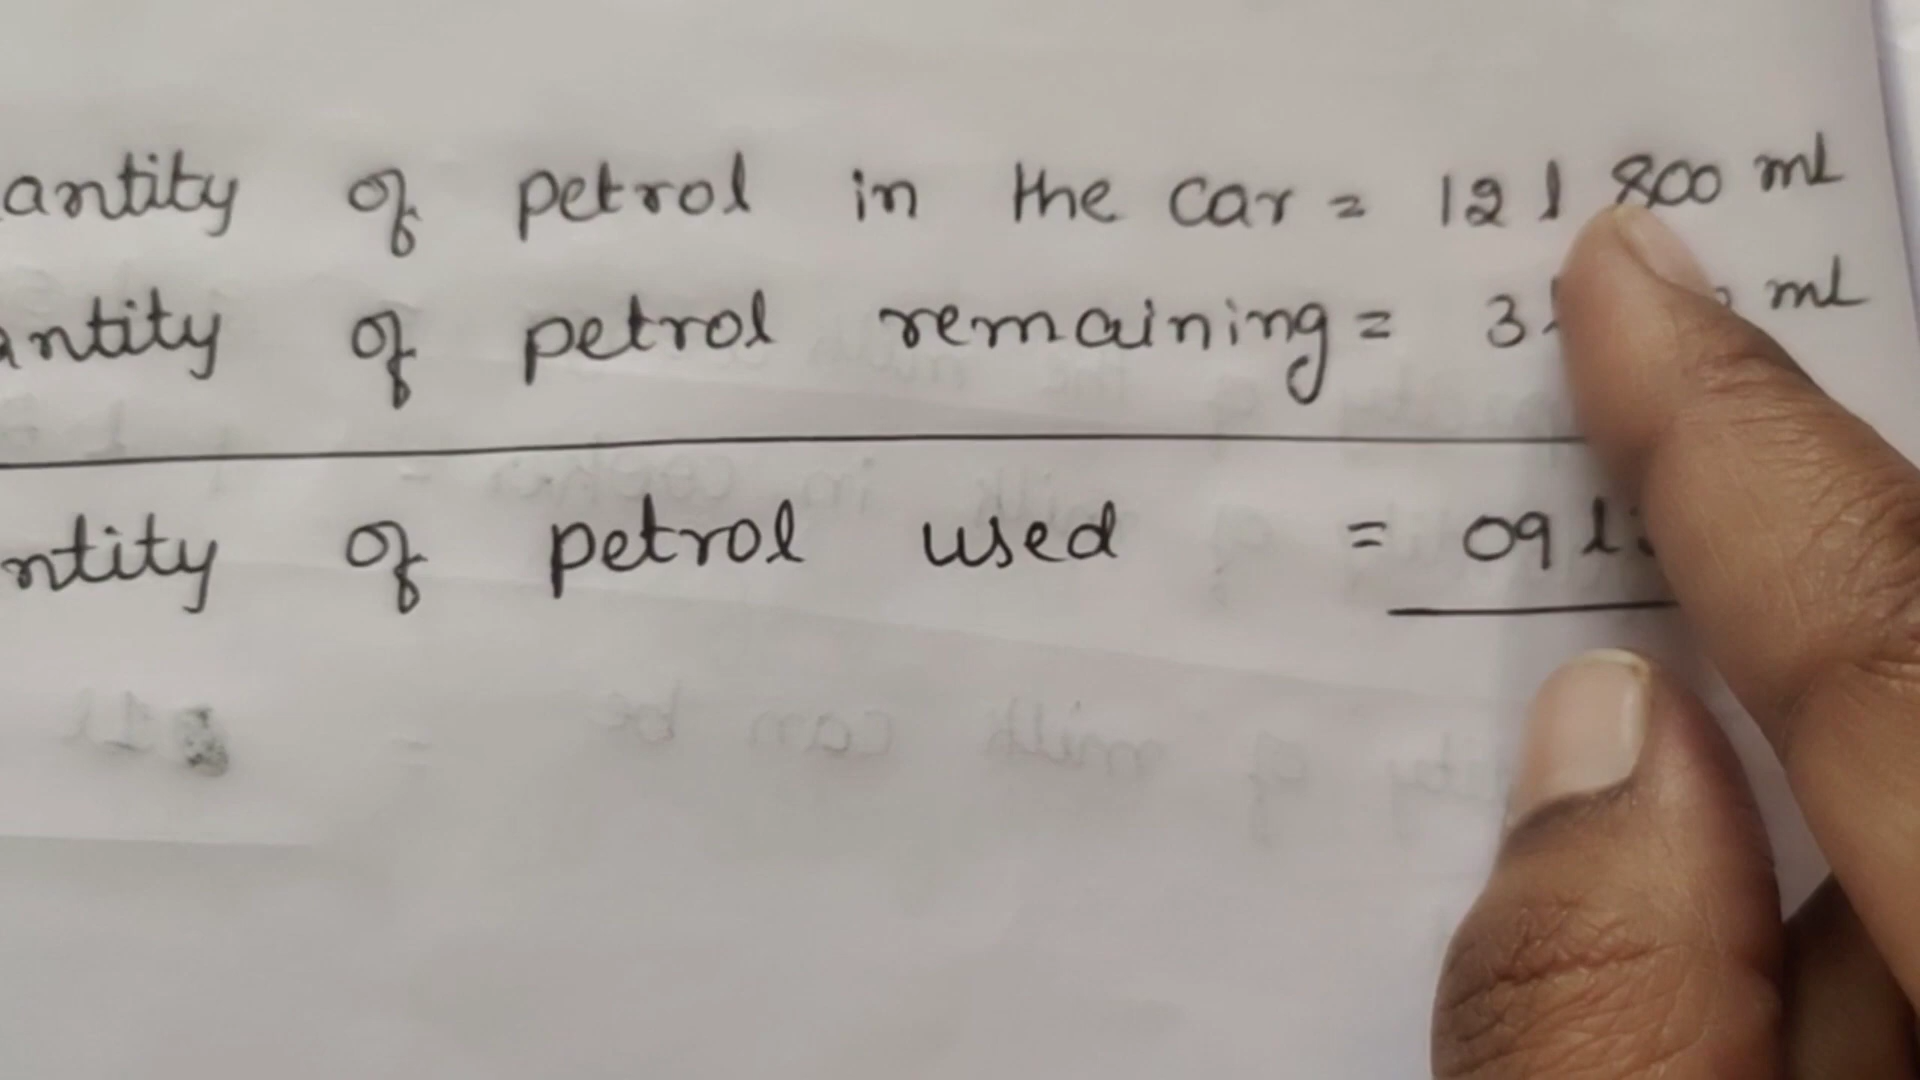 antity of petrol in the car = 12 l 800 ml
antity of petrol remaining = 3 ml
ntity of petrol used = 09 l